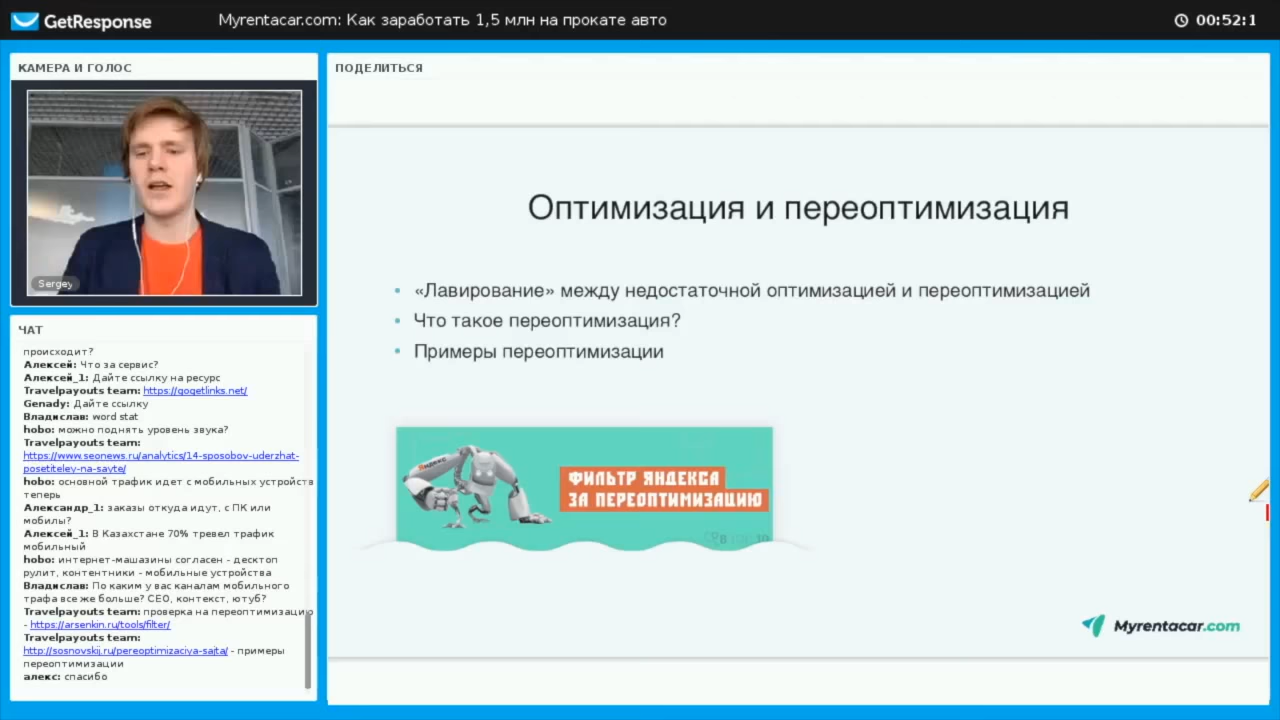 GetResponse
Myrentacar.com: Как заработать 1,5 млн на прокате авто
00:52:1
КАМЕРА И ГОЛОС
Sergey
ЧАТ
происходит?
Алексей: Что за сервис?
Алексей_1: Дайте ссылку на ресурс
Travelpayouts team: https://gogetlinks.net/
Genady: Дайте ссылку
Владислав: word stat
hobo: можно поднять уровень звука?
Travelpayouts team:
https://www.seonews.ru/analytics/14-sposobov-uderzhat-
posetiteley-na-sayte/
hobo: основной трафик идет с мобильных устройств
теперь
Александр_1: заказы откуда идут, с ПК или
мобилы?
Алексей_1: В Казахстане 70% тревел трафик
мобильный
hobo: интернет-машазины согласен - десктоп
рулит, контентники - мобильные устройства
Владислав: По каким у вас каналам мобильного
трафа все же больше? СЕО, контекст, ютуб?
Travelpayouts team: проверка на переоптимизацию
- https://arsenkin.ru/tools/filter/
Travelpayouts team:
http://sosnovskij.ru/pereoptimizaciya-sajta/ - примеры
переоптимизации
алекс: спасибо
ПОДЕЛИТЬСЯ
Оптимизация и переоптимизация
• «Лавирование» между недостаточной оптимизацией и переоптимизацией
• Что такое переоптимизация?
• Примеры переоптимизации
ФИЛЬТР ЯНДЕКСА
ЗА ПЕРЕОПТИМИЗАЦИЮ
Myrentacar.com